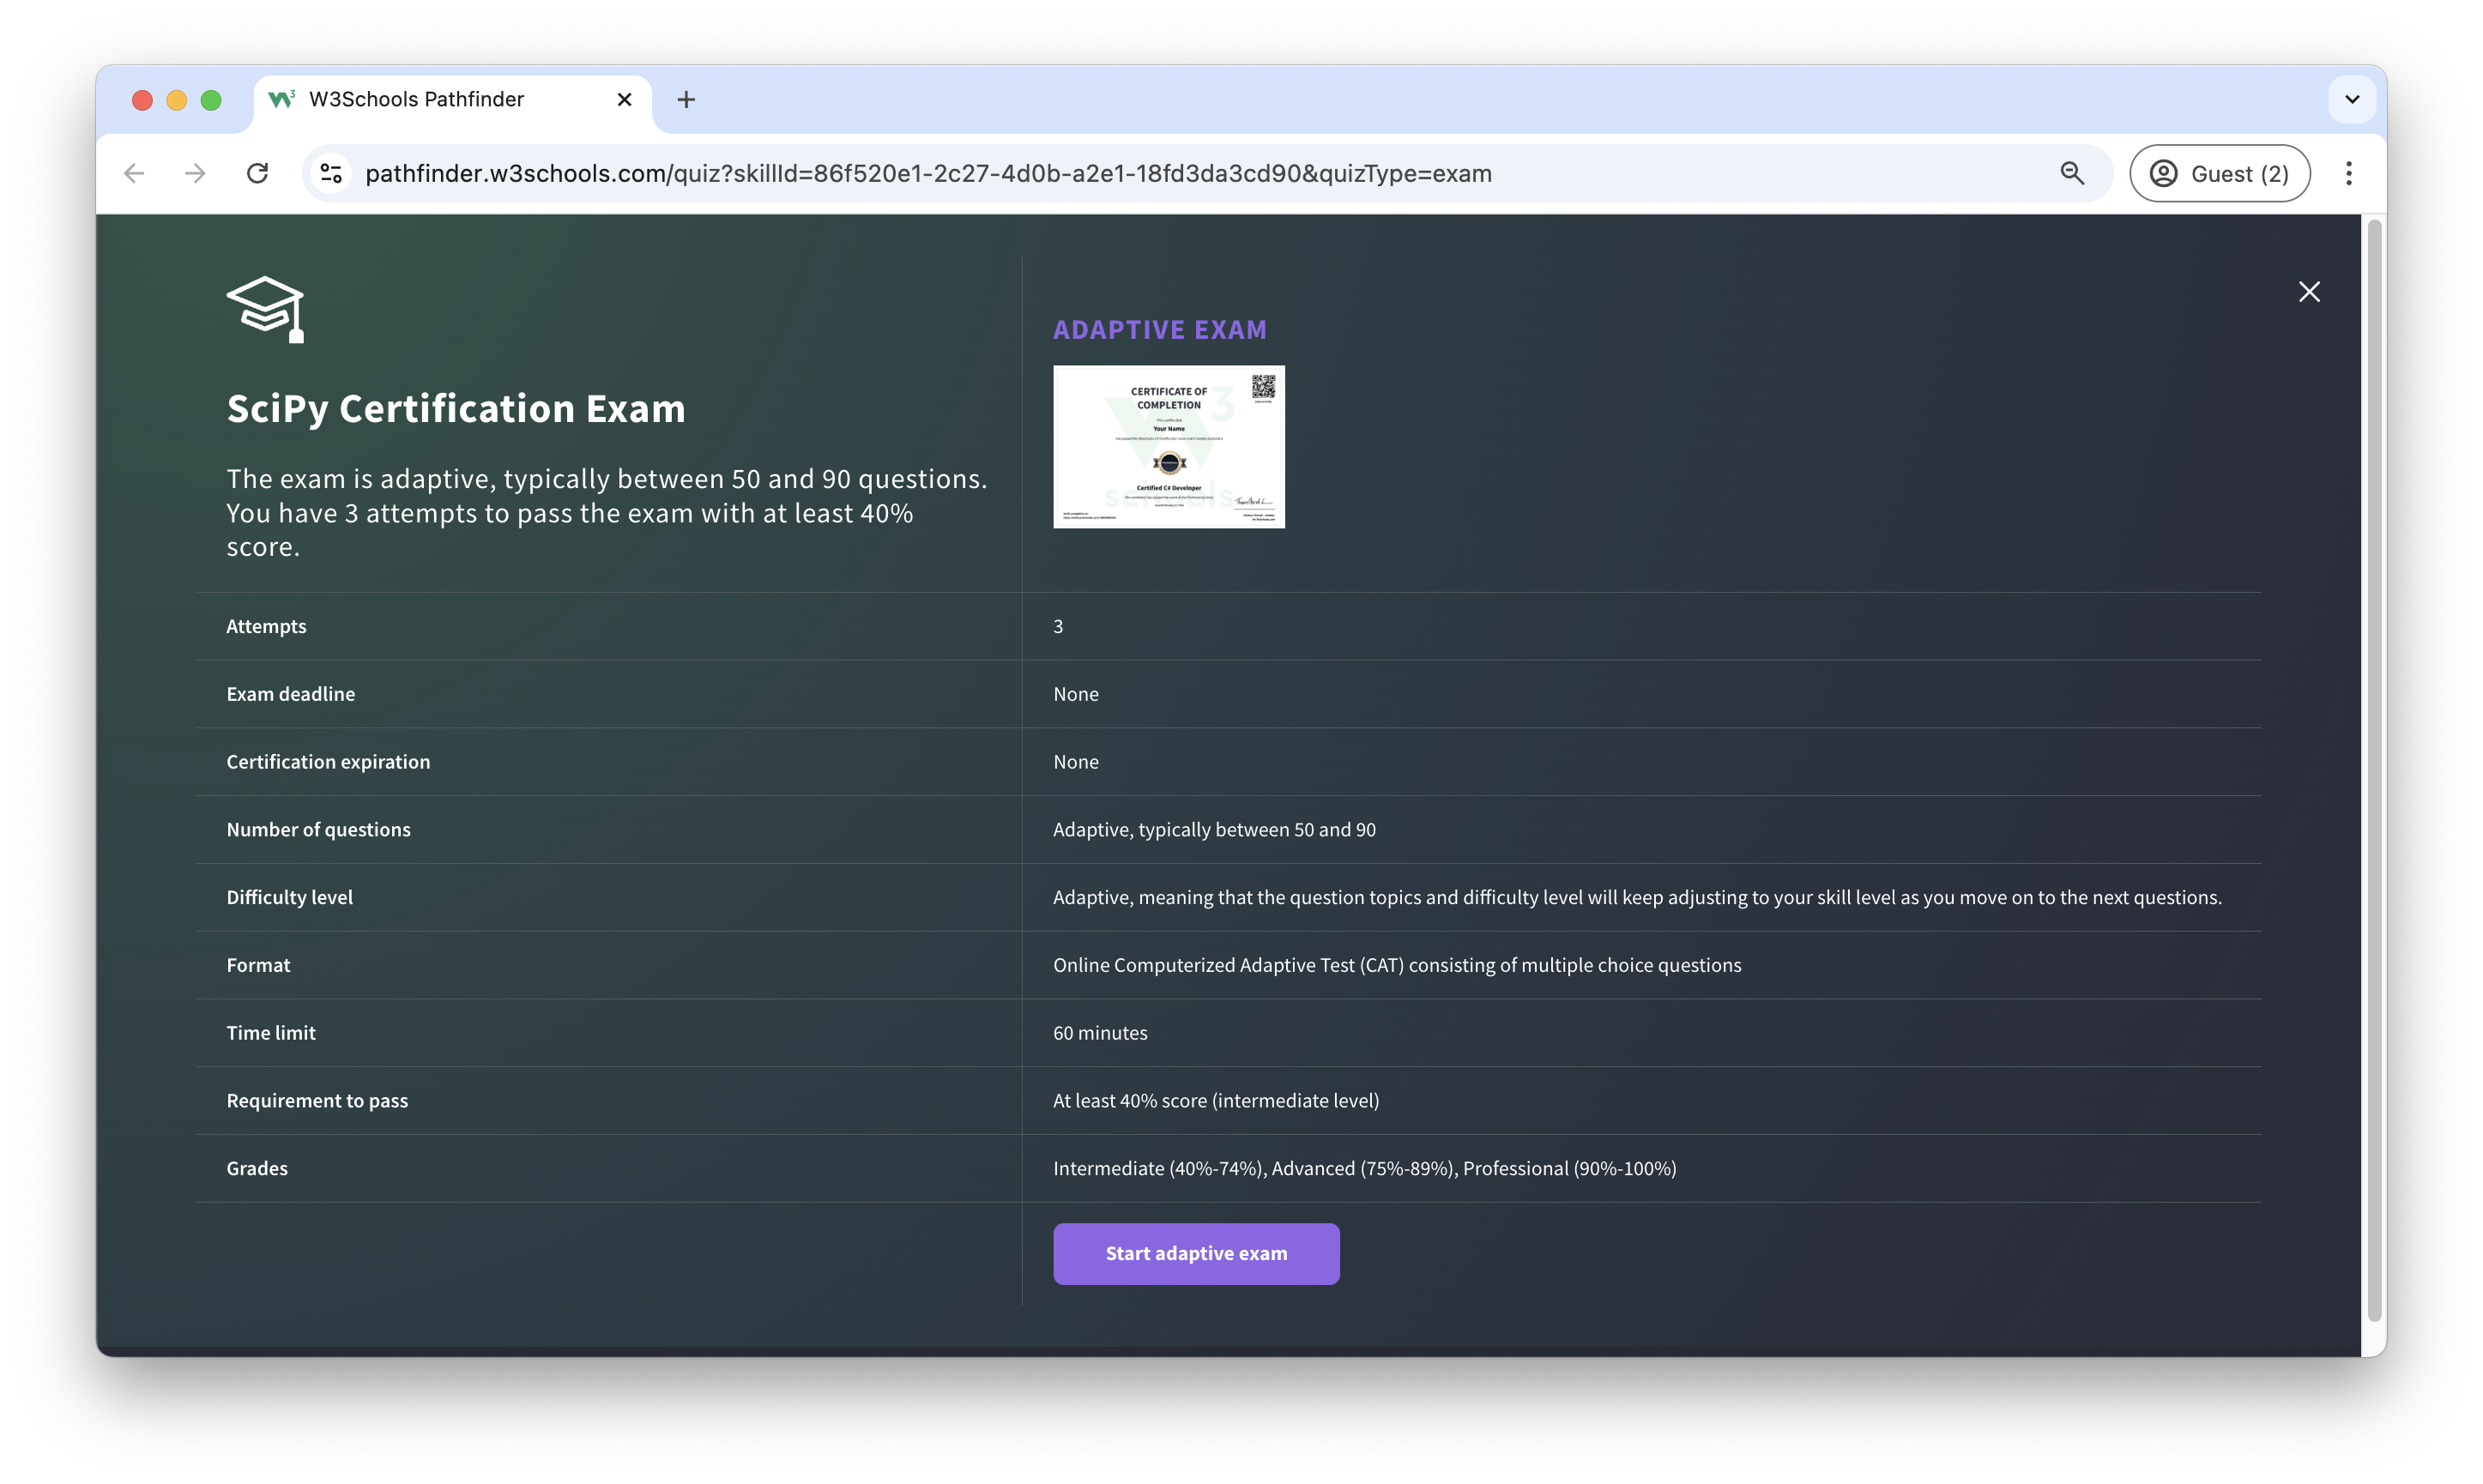 W3Schools Pathfinder
pathfinder.w3schools.com/quiz?skillId=86f520e1-2c27-4d0b-a2e1-18fd3da3cd90&quizType=exam
Guest (2)
SciPy Certification Exam
The exam is adaptive, typically between 50 and 90 questions.
You have 3 attempts to pass the exam with at least 40%
score.
ADAPTIVE EXAM
CERTIFICATE OF
COMPLETION
Your Name
Certified C# Developer
Attempts 3
Exam deadline None
Certification expiration None
Number of questions Adaptive, typically between 50 and 90
Difficulty level Adaptive, meaning that the question topics and difficulty level will keep adjusting to your skill level as you move on to the next questions.
Format Online Computerized Adaptive Test (CAT) consisting of multiple choice questions
Time limit 60 minutes
Requirement to pass At least 40% score (intermediate level)
Grades Intermediate (40%-74%), Advanced (75%-89%), Professional (90%-100%)
Start adaptive exam